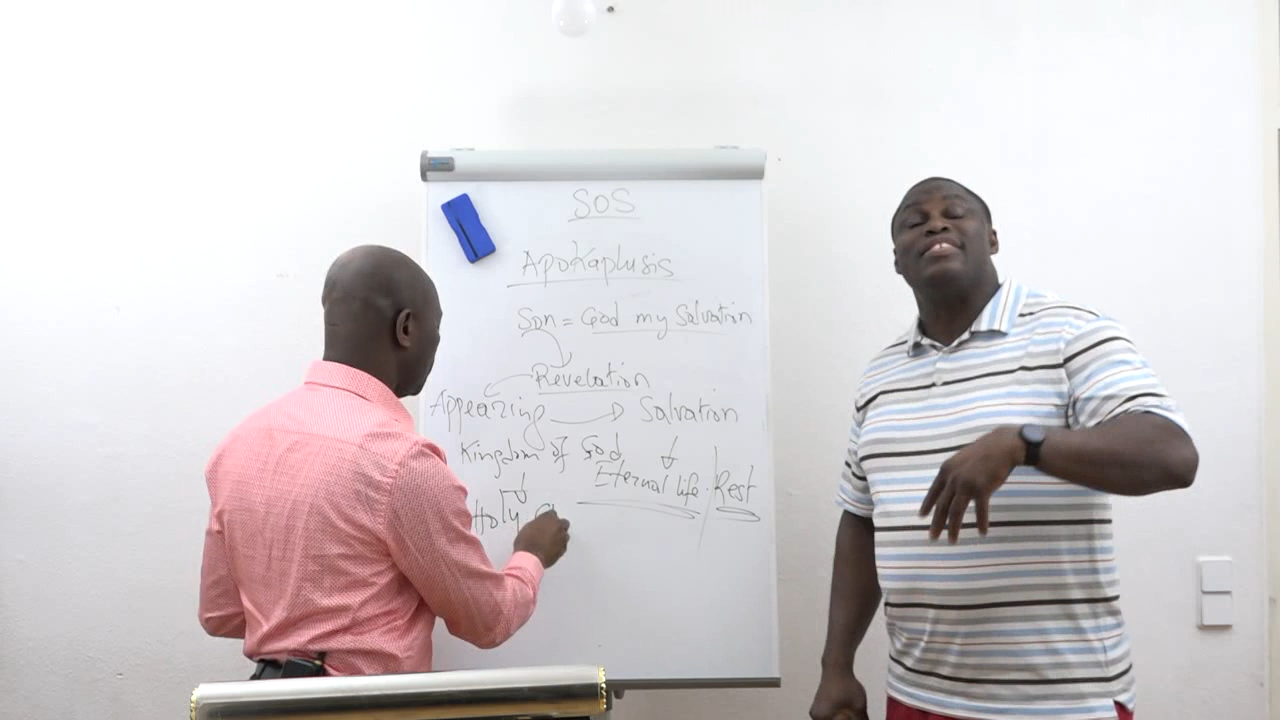 SOS
Apokaplusis
Son = God my Salvation
Revelation
Appearing → Salvation
Kingdom of God
Eternal life. Rest
Holy